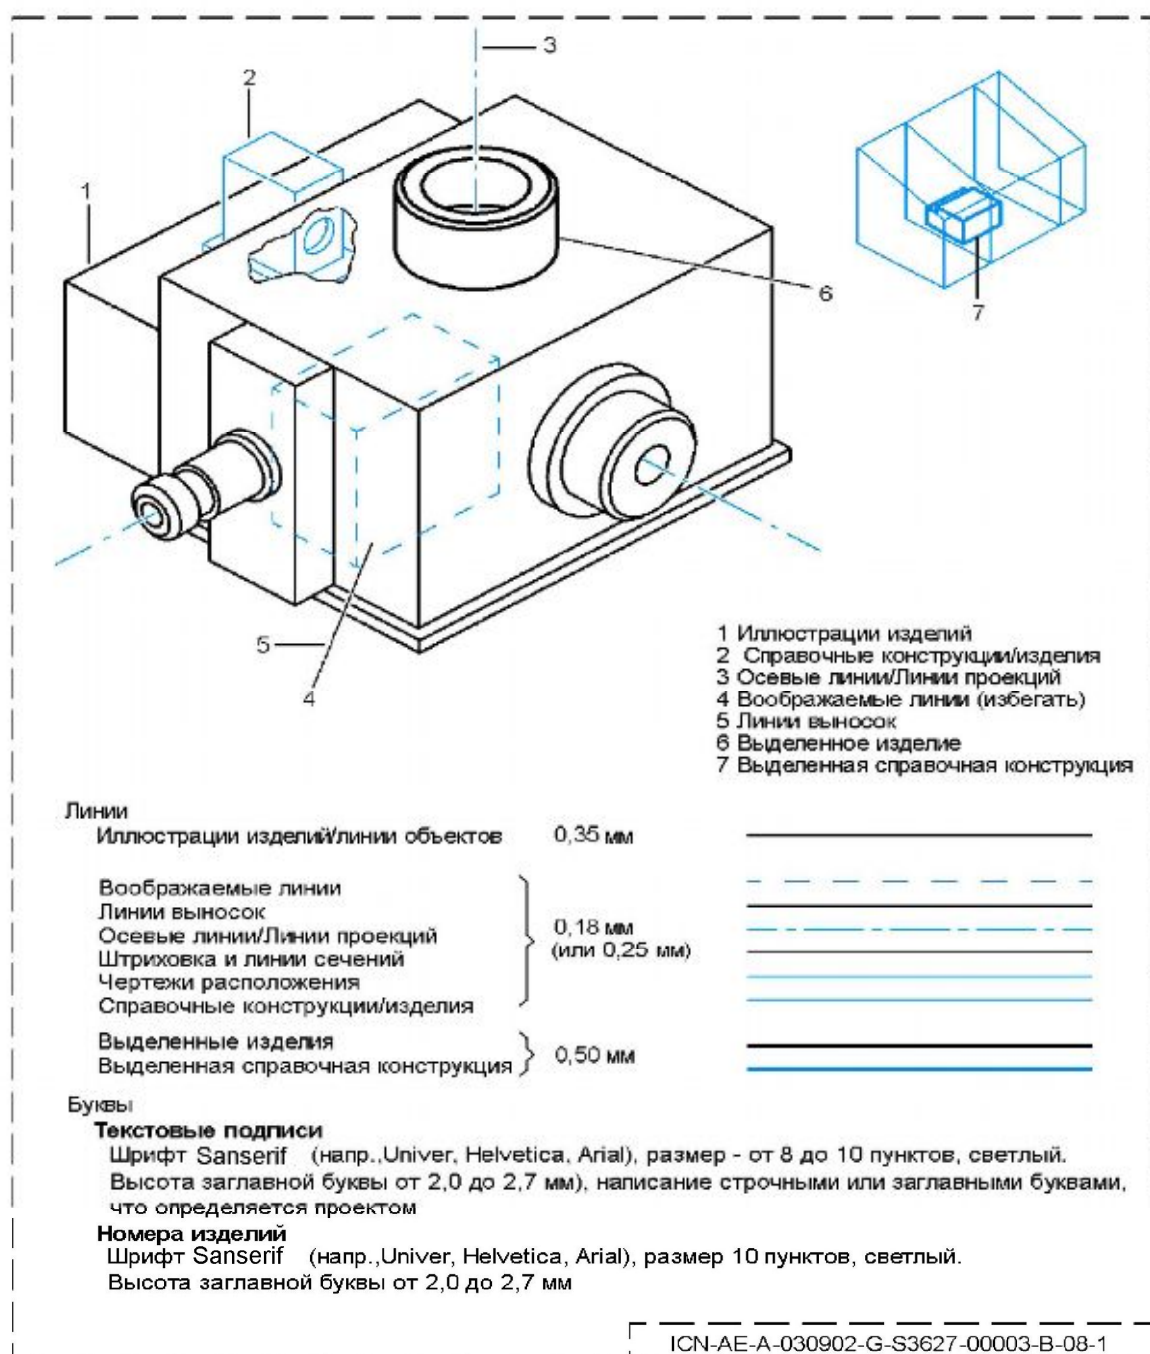 3
2
1
6
7
5
4
1 Иллюстрации изделий
2 Справочные конструкции/изделия
3 Осевые линии/Линии проекций
4 Воображаемые линии (избегать)
5 Линии выносок
6 Выделенное изделие
7 Выделенная справочная конструкция
Линии
Иллюстрации изделий/линии объектов 0,35 мм
Воображаемые линии
Линии выносок
Осевые линии/Линии проекций 0,18 мм
Штриховка и линии сечений (или 0,25 мм)
Чертежи расположения
Справочные конструкции/изделия
Выделенные изделия
Выделенная справочная конструкция 0,50 мм
Буквы
Текстовые подписи
Шрифт Sanserif (напр.,Univer, Helvetica, Arial), размер - от 8 до 10 пунктов, светлый.
Высота заглавной буквы от 2,0 до 2,7 мм), написание строчными или заглавными буквами,
что определяется проектом
Номера изделий
Шрифт Sanserif (напр.,Univer, Helvetica, Arial), размер 10 пунктов, светлый.
Высота заглавной буквы от 2,0 до 2,7 мм
ICN-AE-A-030902-G-S3627-00003-B-08-1